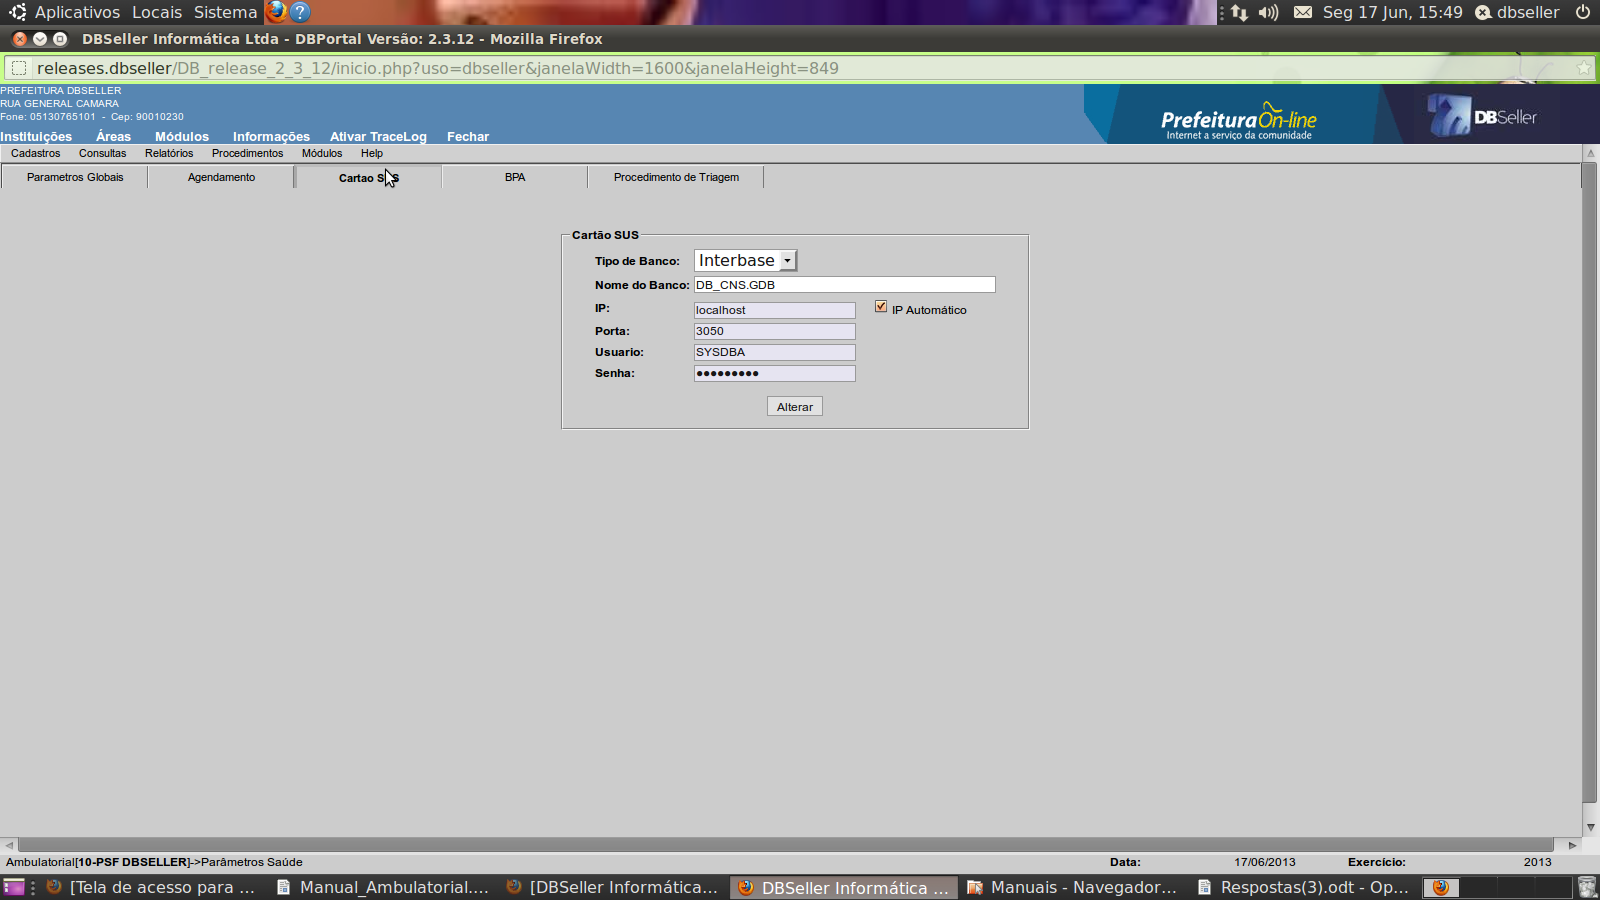 Aplicativos Locais Sistema ? Seg 17 Jun, 15:49 dbseller
DBSeller Informática Ltda - DBPortal Versão: 2.3.12 - Mozilla Firefox
releases.dbseller/DB_release_2_3_12/inicio.php?uso=dbseller&janelaWidth=1600&janelaHeight=849
PREFEITURA DBSELLER
RUA GENERAL CAMARA
Fone: 05130765101 - Cep: 90010230
PrefeituraOn-line
Internet a serviço da comunidade
DBSeller
Instituições Áreas Módulos Informações Ativar TraceLog Fechar
Cadastros Consultas Relatórios Procedimentos Módulos Help
Parametros Globais Agendamento Cartao SUS BPA Procedimento de Triagem
Cartão SUS
Tipo de Banco: Interbase
Nome do Banco: DB_CNS.GDB
IP: localhost IP Automático
Porta: 3050
Usuario: SYSDBA
Senha: •••••••••
Alterar
Ambulatorial[10-PSF DBSELLER]->Parâmetros Saúde Data: 17/06/2013 Exercício: 2013
[Tela de acesso para ... Manual_Ambulatorial.... [DBSeller Informática... DBSeller Informática ... Manuais - Navegador... Respostas(3).odt - Op...